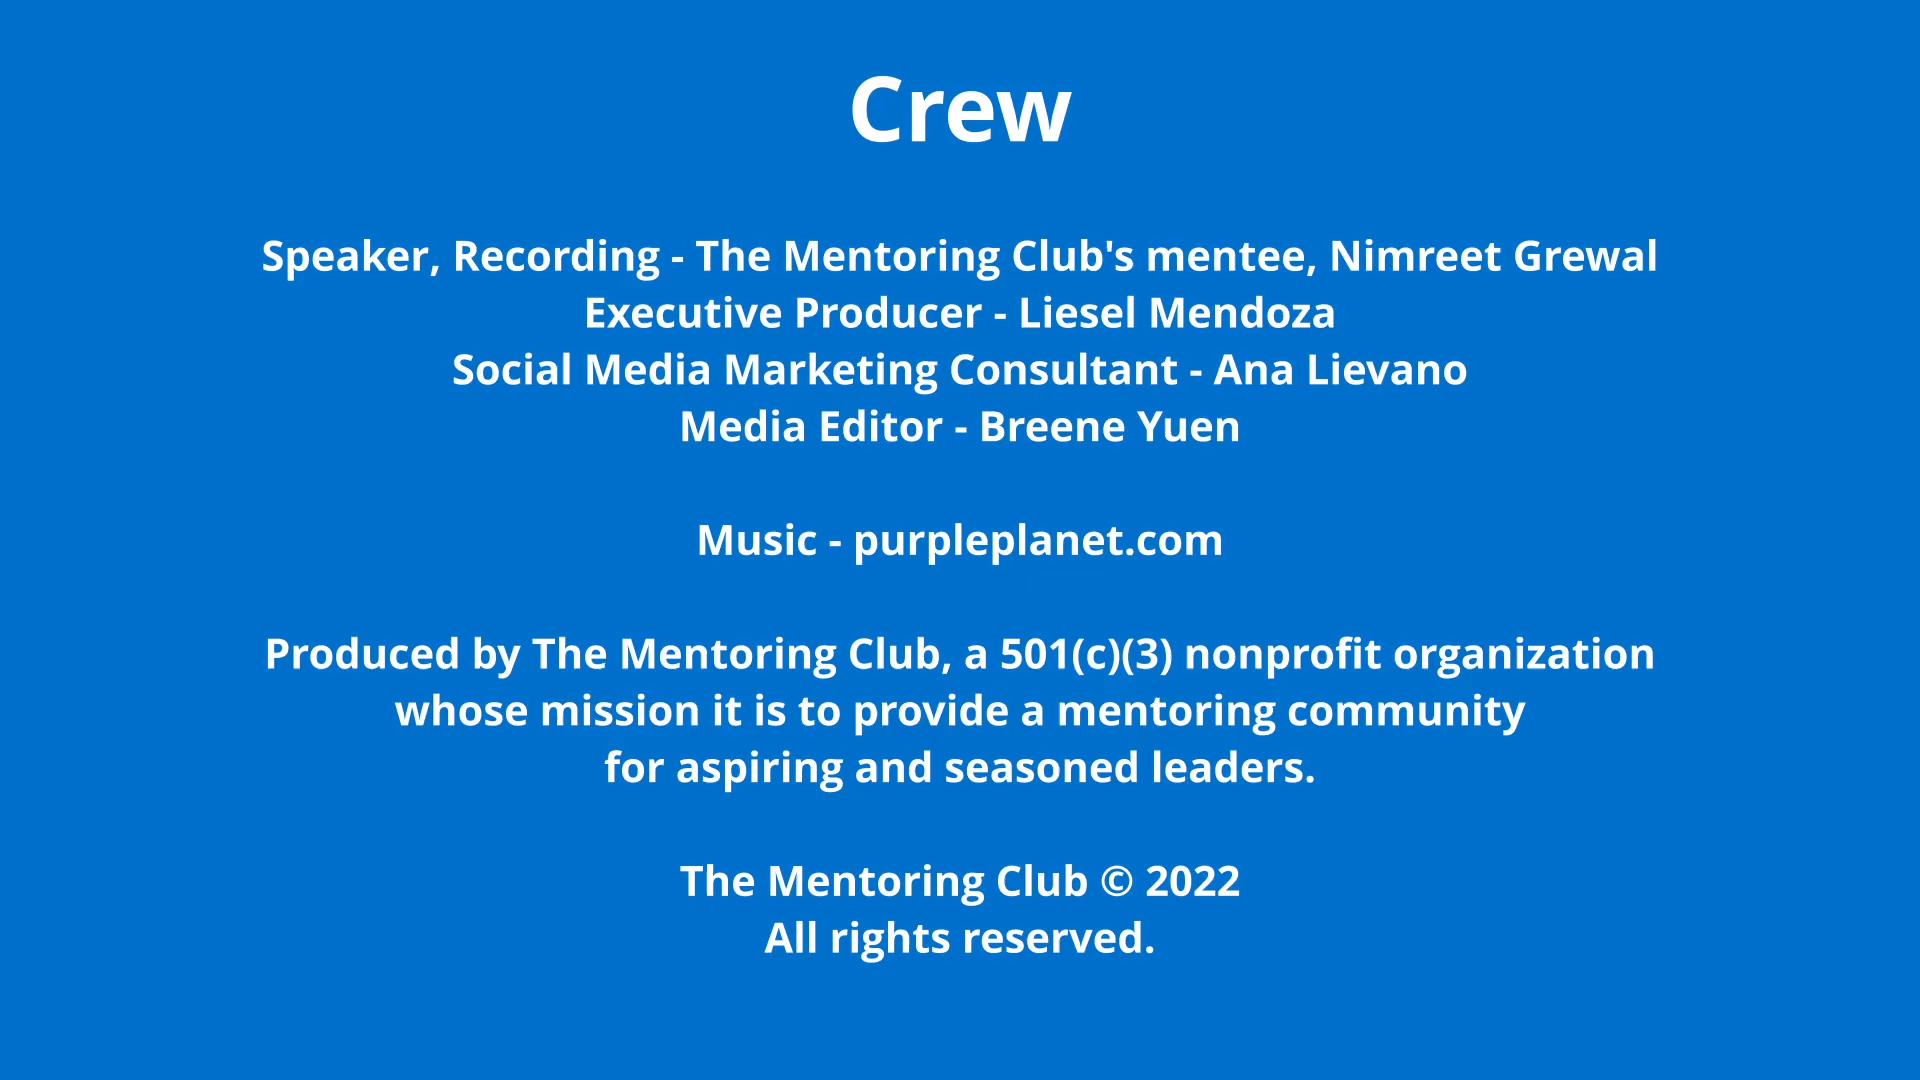 Crew
Speaker, Recording - The Mentoring Club's mentee, Nimreet Grewal
Executive Producer - Liesel Mendoza
Social Media Marketing Consultant - Ana Lievano
Media Editor - Breene Yuen
Music - purpleplanet.com
Produced by The Mentoring Club, a 501(c)(3) nonprofit organization
whose mission it is to provide a mentoring community
for aspiring and seasoned leaders.
The Mentoring Club © 2022
All rights reserved.